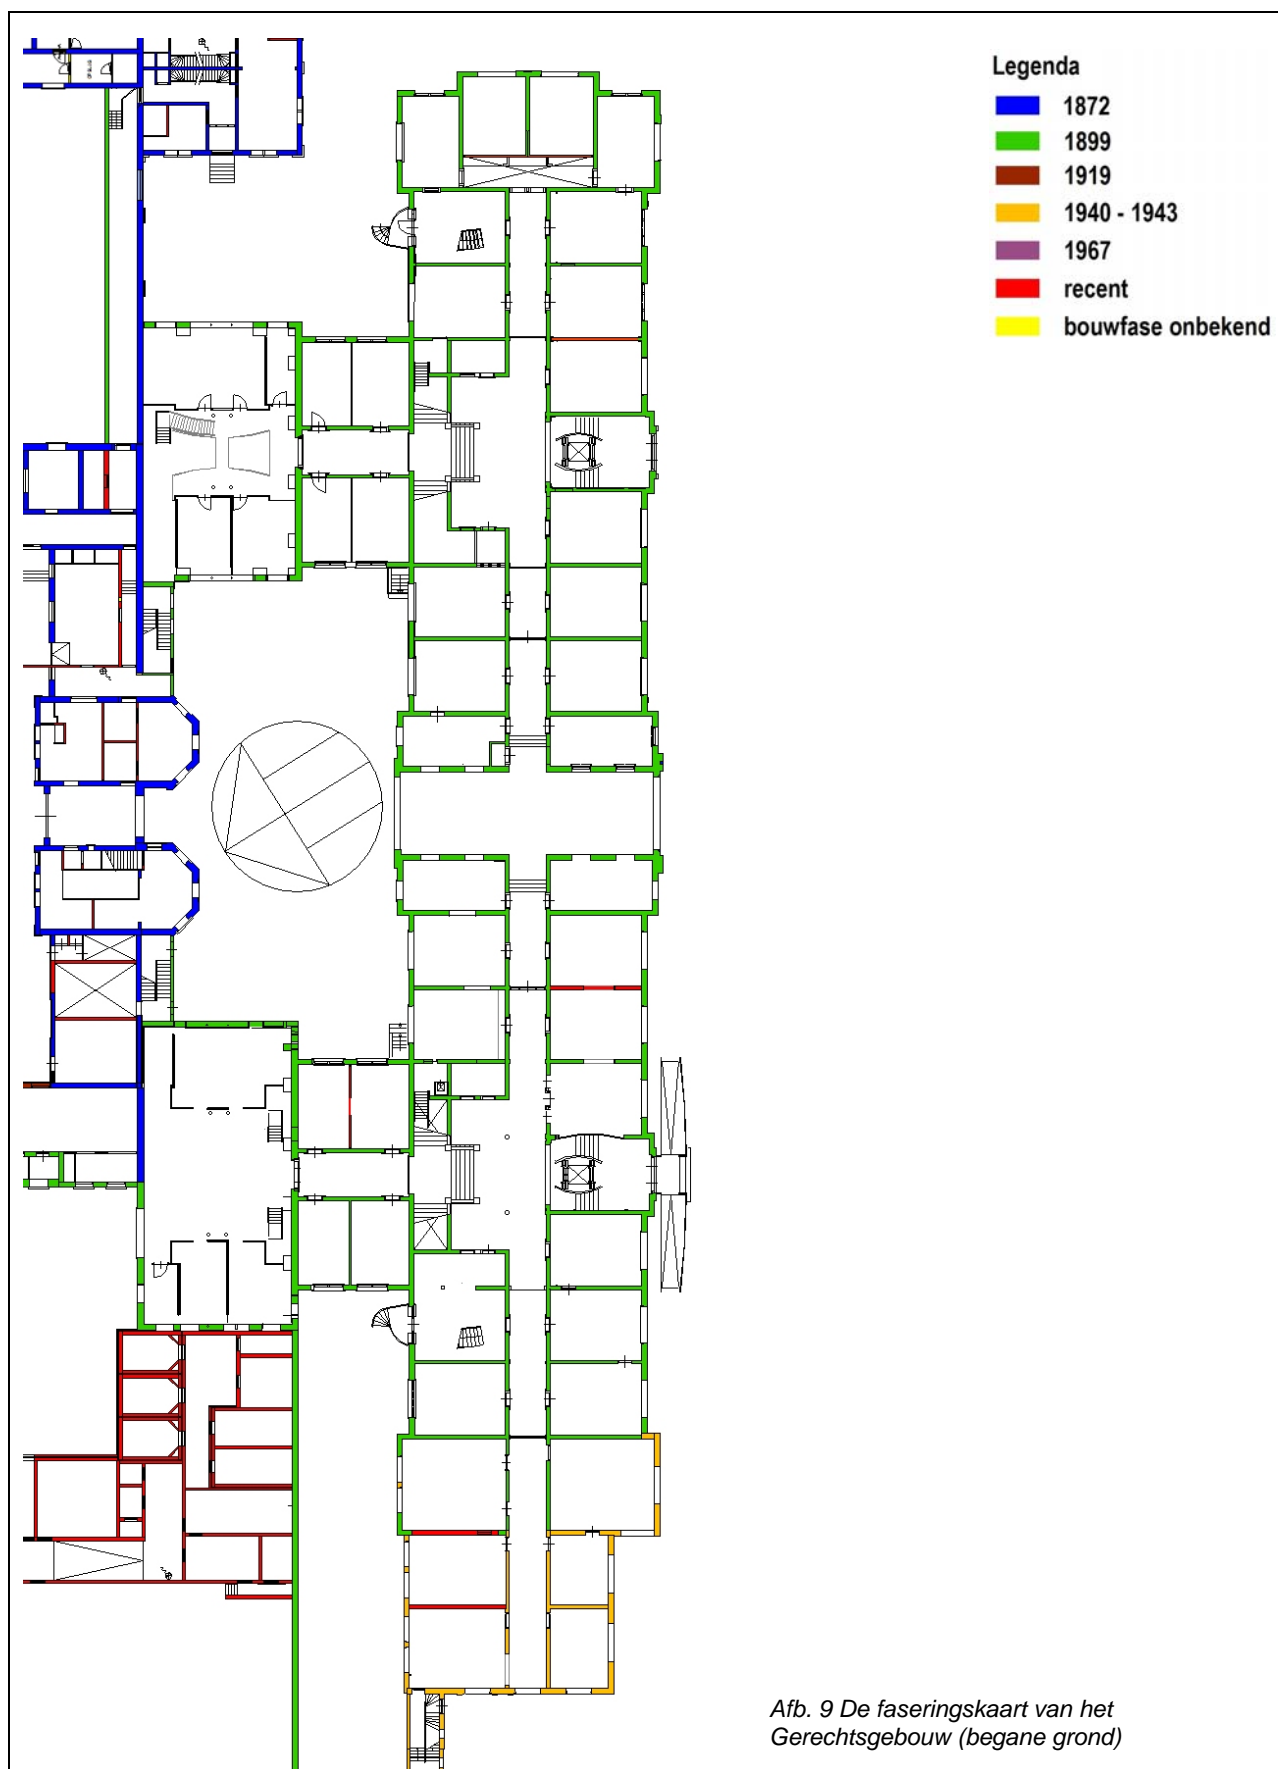 Legenda
1872
1899
1919
1940 - 1943
1967
recent
bouwfase onbekend
Afb. 9 De faseringskaart van het
Gerechtsgebouw (begane grond)